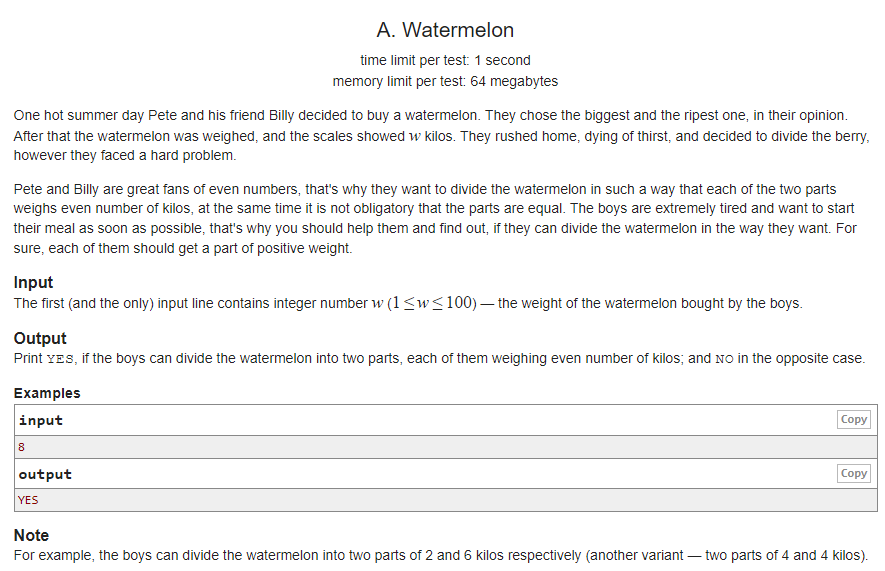 A. Watermelon
time limit per test: 1 second
memory limit per test: 64 megabytes
One hot summer day Pete and his friend Billy decided to buy a watermelon. They chose the biggest and the ripest one, in their opinion.
After that the watermelon was weighed, and the scales showed w kilos. They rushed home, dying of thirst, and decided to divide the berry,
however they faced a hard problem.
Pete and Billy are great fans of even numbers, that's why they want to divide the watermelon in such a way that each of the two parts
weighs even number of kilos, at the same time it is not obligatory that the parts are equal. The boys are extremely tired and want to start
their meal as soon as possible, that's why you should help them and find out, if they can divide the watermelon in the way they want. For
sure, each of them should get a part of positive weight.
Input
The first (and the only) input line contains integer number w (1 ≤ w ≤ 100) — the weight of the watermelon bought by the boys.
Output
Print YES, if the boys can divide the watermelon into two parts, each of them weighing even number of kilos; and NO in the opposite case.
Examples
input Copy
8
output Copy
YES
Note
For example, the boys can divide the watermelon into two parts of 2 and 6 kilos respectively (another variant — two parts of 4 and 4 kilos).